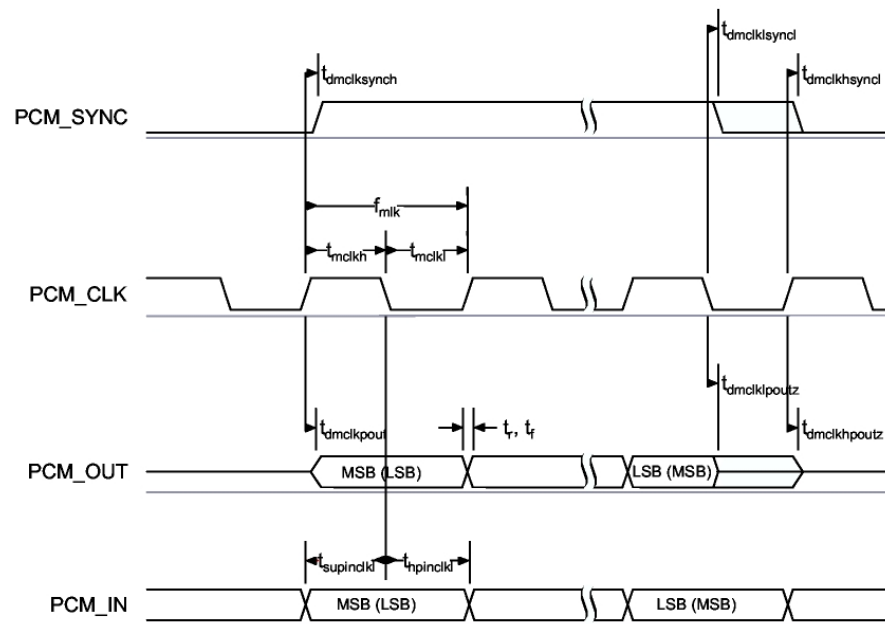 tdmclklsyncl
tdmclksynch
tdmclkhsyncl
PCM_SYNC
fmlk
tmclkh
tmclkl
PCM_CLK
tdmclklpoutz
tdmclkpout
tr, tf
tdmclkhpoutz
PCM_OUT
MSB (LSB)
LSB (MSB)
tsupinclkl
thpinclkl
PCM_IN
MSB (LSB)
LSB (MSB)